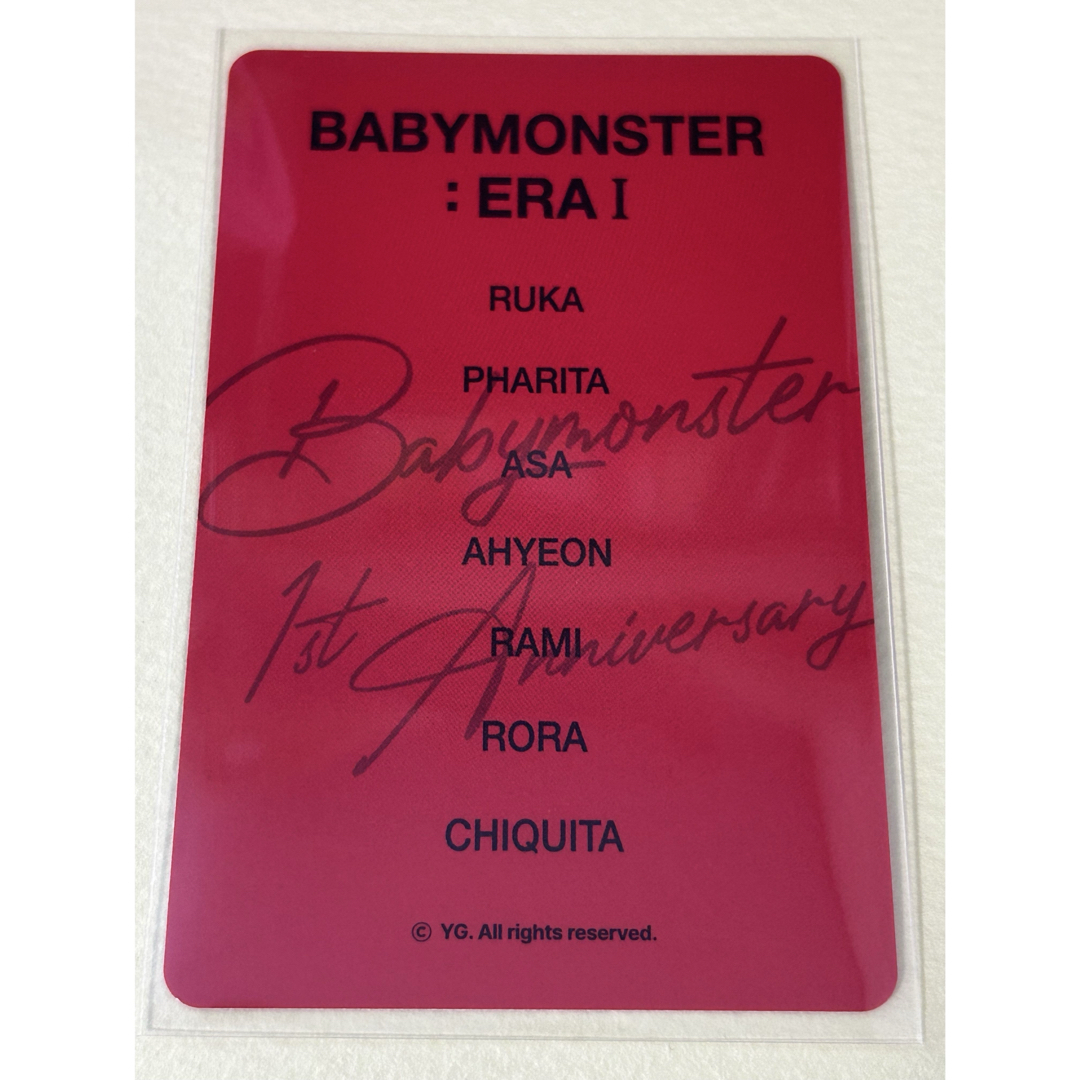 BABYMONSTER
: ERA I
RUKA
PHARITA
Babymonster
ASA
AHYEON
1st Anniversary
RAMI
RORA
CHIQUITA
© YG. All rights reserved.